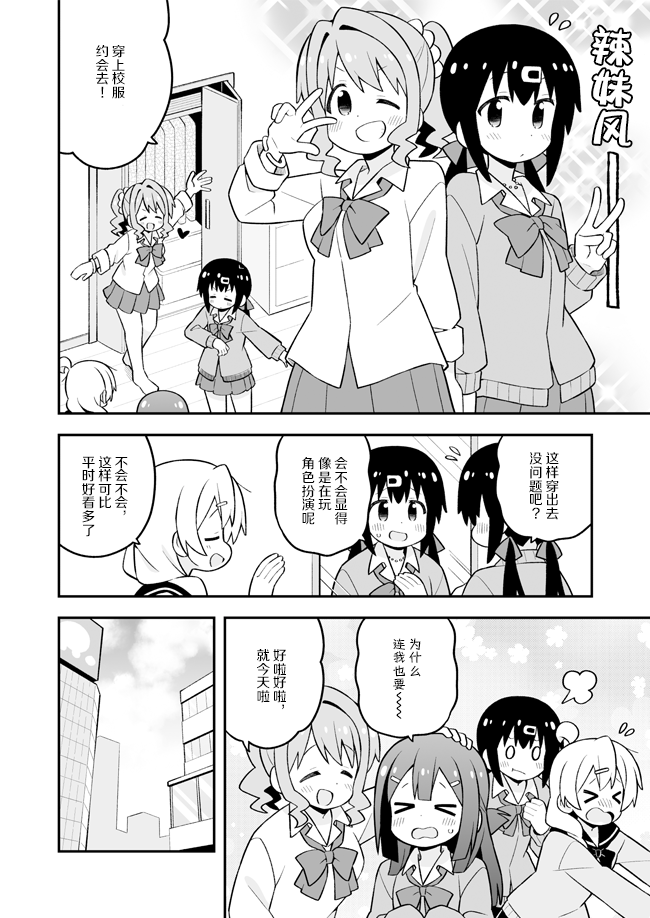 辣妹风——
穿上校服
约会去！
这样穿出去
没问题吧？
会不会显得
像是在玩
角色扮演呢
不会不会，
这样可比
平时好看多了
为什么
连我也要~~~
好啦好啦，
就今天啦